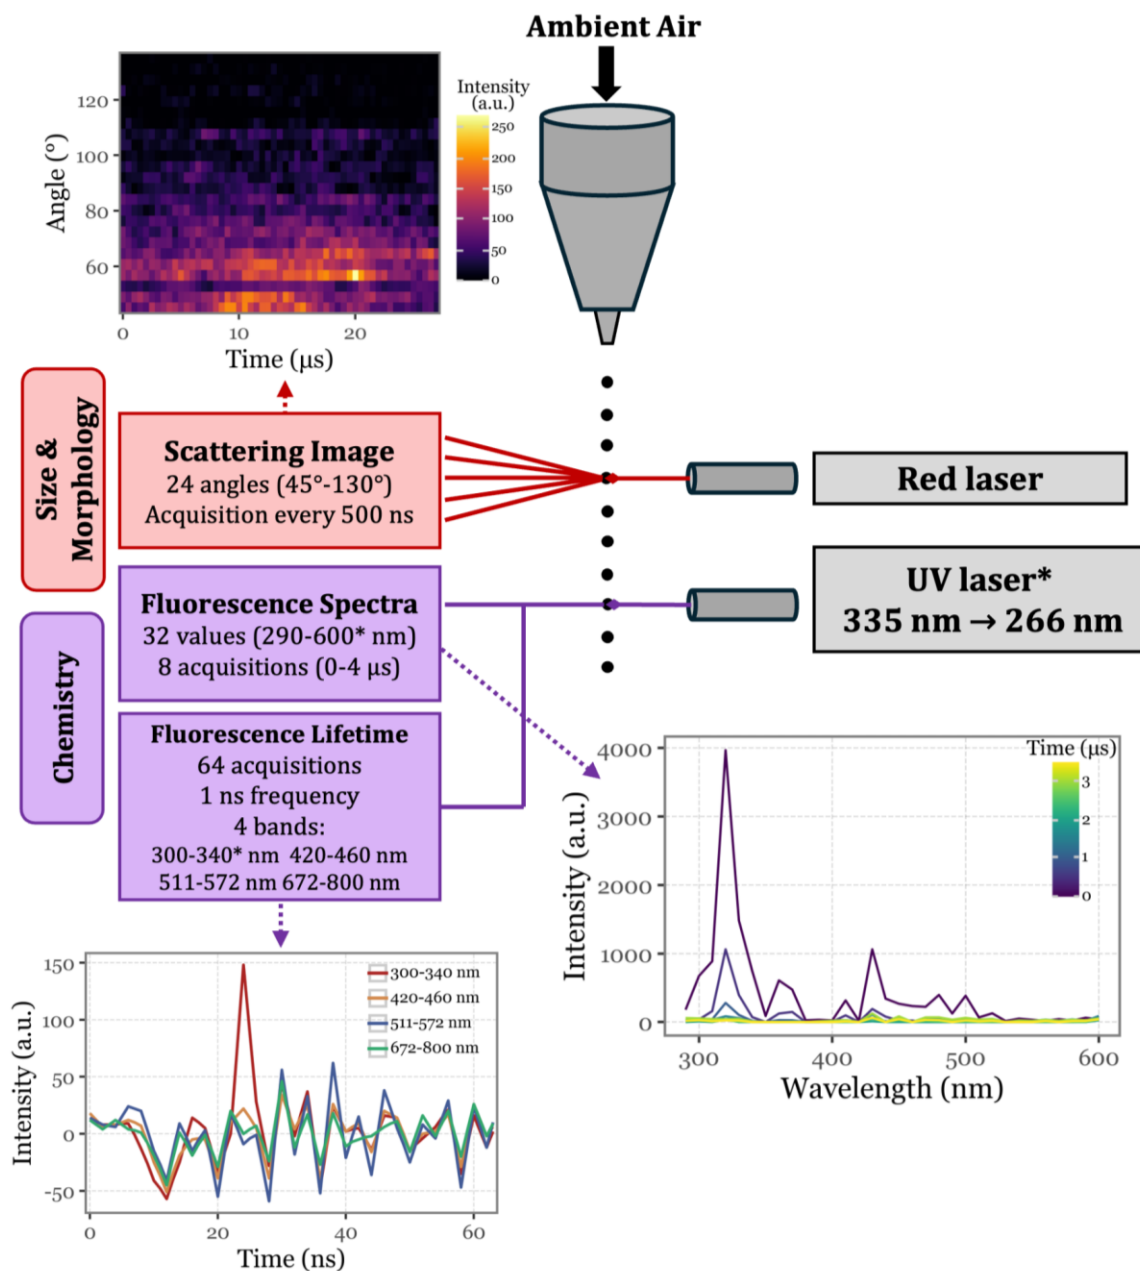 Ambient Air
Intensity
(a.u.)
250
200
150
100
50
0
Angle (°)
120
100
80
60
0 10 20
Time (µs)
Size &
Morphology
Scattering Image
24 angles (45°-130°)
Acquisition every 500 ns
Red laser
Chemistry
Fluorescence Spectra
32 values (290-600* nm)
8 acquisitions (0-4 µs)
UV laser*
335 nm → 266 nm
Fluorescence Lifetime
64 acquisitions
1 ns frequency
4 bands:
300-340* nm 420-460 nm
511-572 nm 672-800 nm
Intensity (a.u.)
4000
3000
2000
1000
0
Time (µs)
3
2
1
0
300 400 500 600
Wavelength (nm)
Intensity (a.u.)
150
100
50
0
-50
300-340 nm
420-460 nm
511-572 nm
672-800 nm
0 20 40 60
Time (ns)